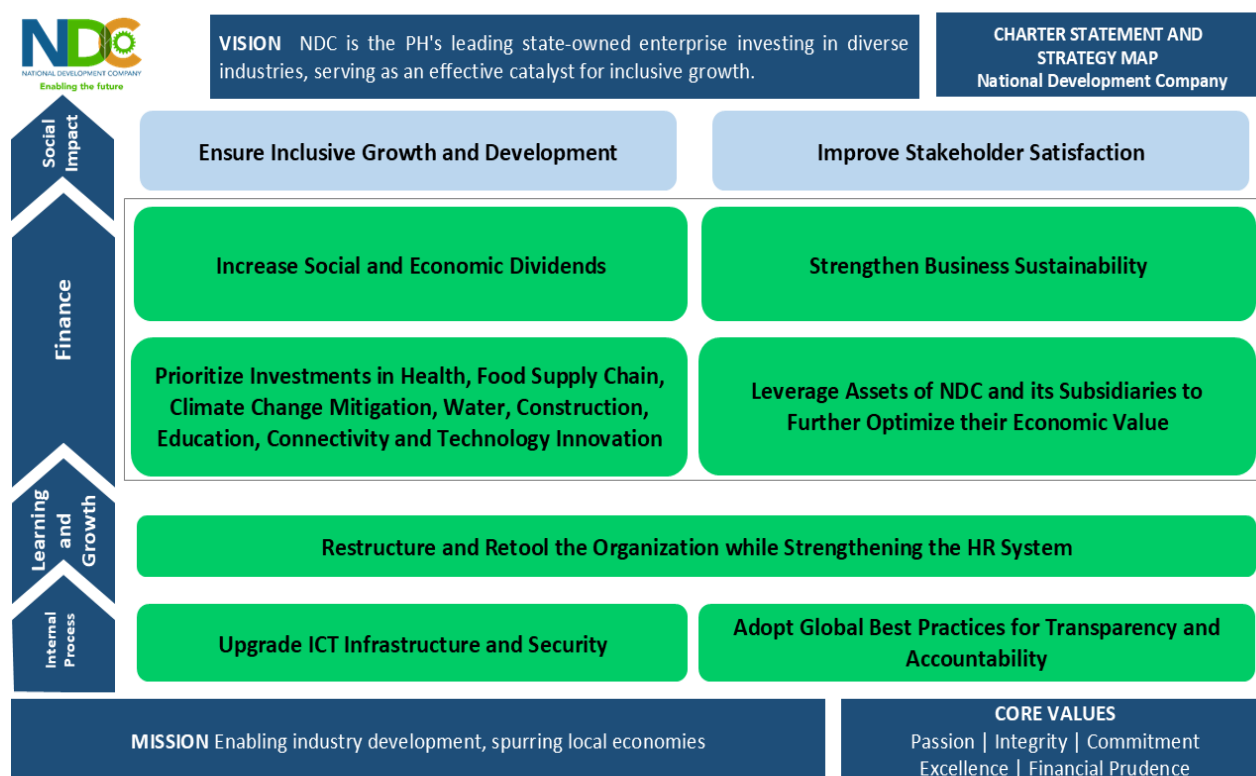 NDC
NATIONAL DEVELOPMENT COMPANY
Enabling the future
VISION NDC is the PH's leading state-owned enterprise investing in diverse
industries, serving as an effective catalyst for inclusive growth.
CHARTER STATEMENT AND
STRATEGY MAP
National Development Company
Social
Impact
Ensure Inclusive Growth and Development
Improve Stakeholder Satisfaction
Finance
Increase Social and Economic Dividends
Strengthen Business Sustainability
Prioritize Investments in Health, Food Supply Chain,
Climate Change Mitigation, Water, Construction,
Education, Connectivity and Technology Innovation
Leverage Assets of NDC and its Subsidiaries to
Further Optimize their Economic Value
Learning
and
Growth
Restructure and Retool the Organization while Strengthening the HR System
Internal
Process
Upgrade ICT Infrastructure and Security
Adopt Global Best Practices for Transparency and
Accountability
MISSION Enabling industry development, spurring local economies
CORE VALUES
Passion | Integrity | Commitment
Excellence | Financial Prudence